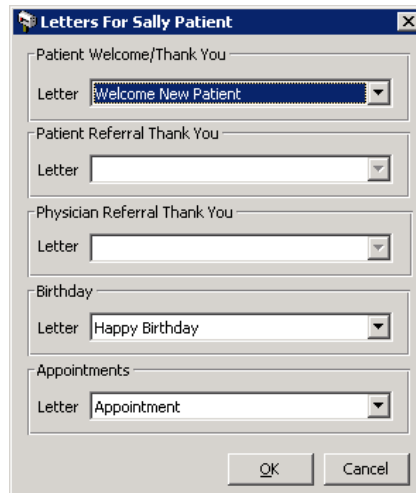 Letters For Sally Patient
Patient Welcome/Thank You
Letter Welcome New Patient
Patient Referral Thank You
Letter
Physician Referral Thank You
Letter
Birthday
Letter Happy Birthday
Appointments
Letter Appointment
OK Cancel